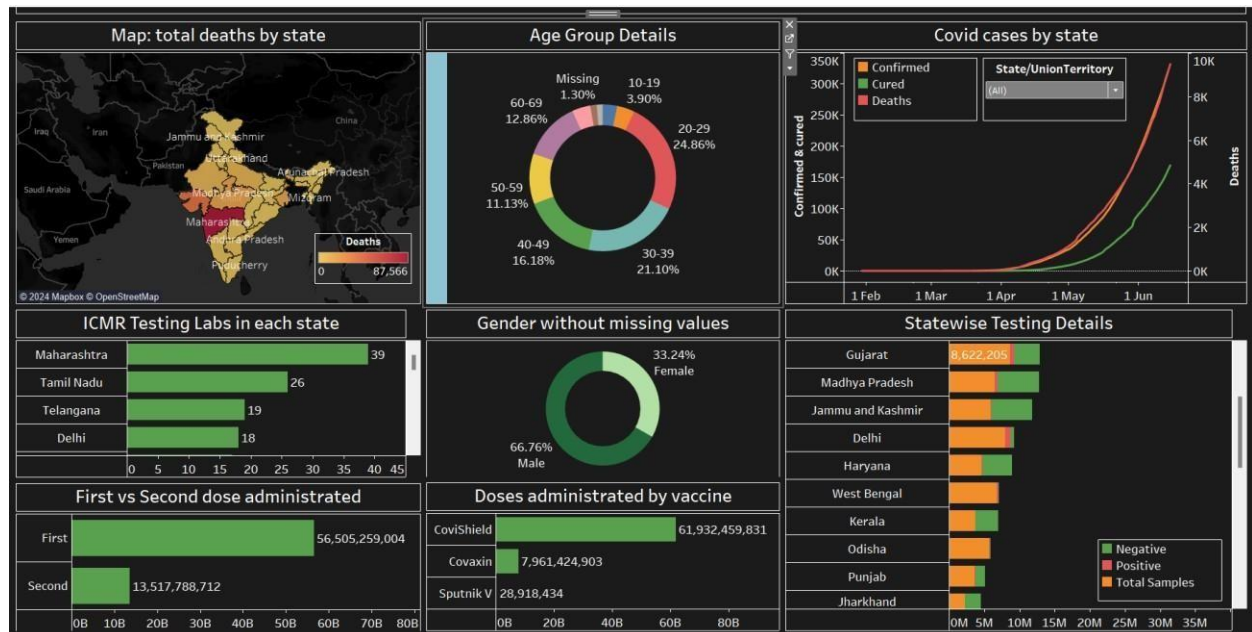 Map: total deaths by state
Iraq
Iran
China
Jammu and Kashmir
Pakistan
Uttarakhand
Arunachal Pradesh
Saudi Arabia
Madhya Pradesh
Mizoram
Maharashtra
Yemen
Andhra Pradesh
Puducherry
Deaths
0 87,566
© 2024 Mapbox © OpenStreetMap
Age Group Details
Missing
1.30%
10-19
3.90%
60-69
12.86%
20-29
24.86%
50-59
11.13%
40-49
16.18%
30-39
21.10%
Covid cases by state
Confirmed
Cured
Deaths
State/UnionTerritory
(All)
Confirmed & cured
350K
300K
250K
200K
150K
100K
50K
0K
10K
8K
6K
4K
2K
0K
Deaths
1 Feb 1 Mar 1 Apr 1 May 1 Jun
ICMR Testing Labs in each state
Maharashtra 39
Tamil Nadu 26
Telangana 19
Delhi 18
0 5 10 15 20 25 30 35 40 45
Gender without missing values
33.24%
Female
66.76%
Male
Statewise Testing Details
Gujarat 8,622,205
Madhya Pradesh
Jammu and Kashmir
Delhi
Haryana
West Bengal
Kerala
Odisha
Punjab
Jharkhand
Negative
Positive
Total Samples
0M 5M 10M 15M 20M 25M 30M 35M
First vs Second dose administrated
First 56,505,259,004
Second 13,517,788,712
0B 10B 20B 30B 40B 50B 60B 70B 80B
Doses administrated by vaccine
CoviShield 61,932,459,831
Covaxin 7,961,424,903
Sputnik V 28,918,434
0B 20B 40B 60B 80B